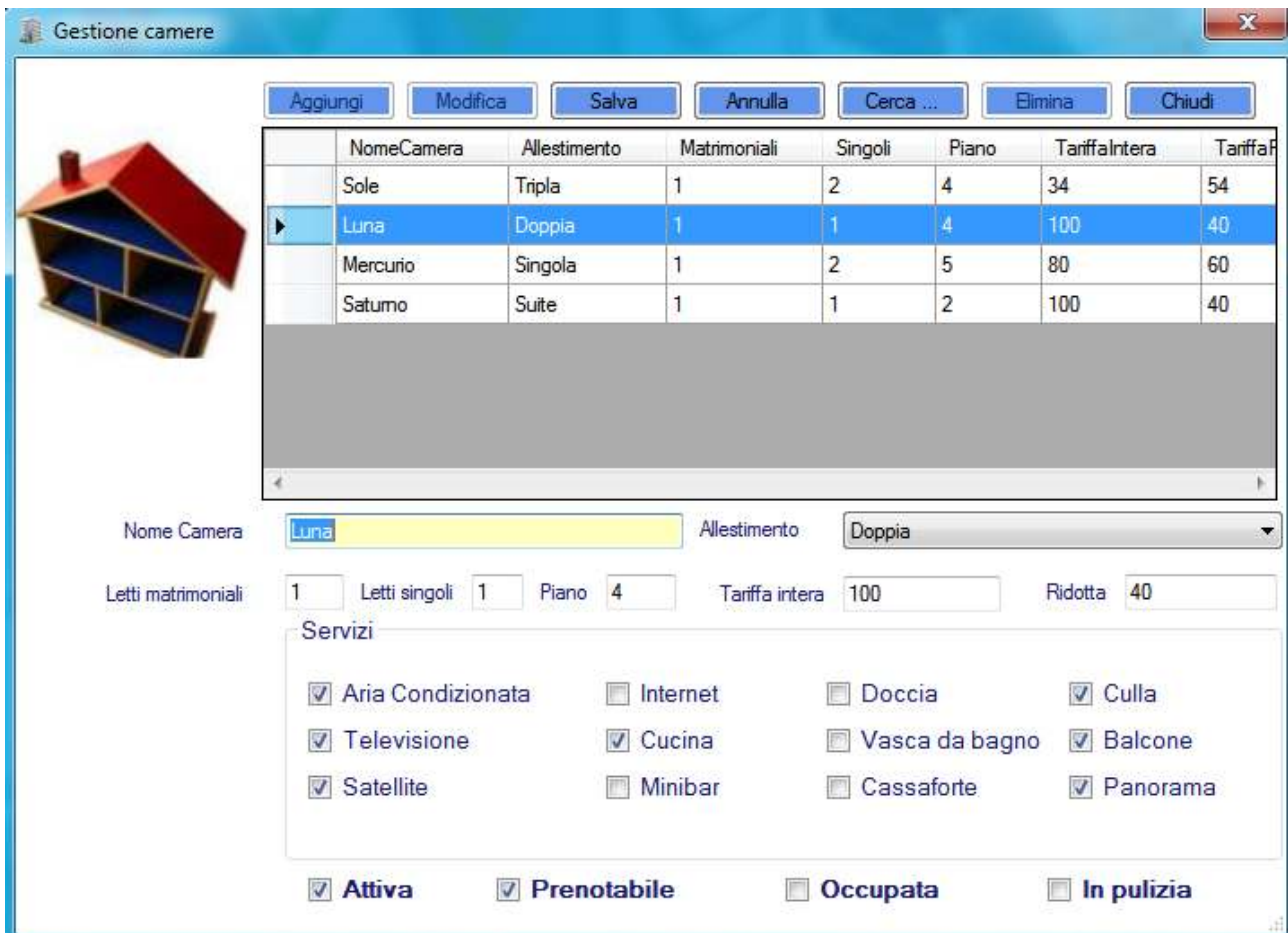 Gestione camere
Aggiungi Modifica Salva Annulla Cerca ... Elimina Chiudi
NomeCamera Allestimento Matrimoniali Singoli Piano TariffaIntera TariffaR
Sole Tripla 1 2 4 34 54
Luna Doppia 1 1 4 100 40
Mercurio Singola 1 2 5 80 60
Saturno Suite 1 1 2 100 40
Nome Camera Luna Allestimento Doppia
Letti matrimoniali 1 Letti singoli 1 Piano 4 Tariffa intera 100 Ridotta 40
Servizi
Aria Condizionata Internet Doccia Culla
Televisione Cucina Vasca da bagno Balcone
Satellite Minibar Cassaforte Panorama
Attiva Prenotabile Occupata In pulizia